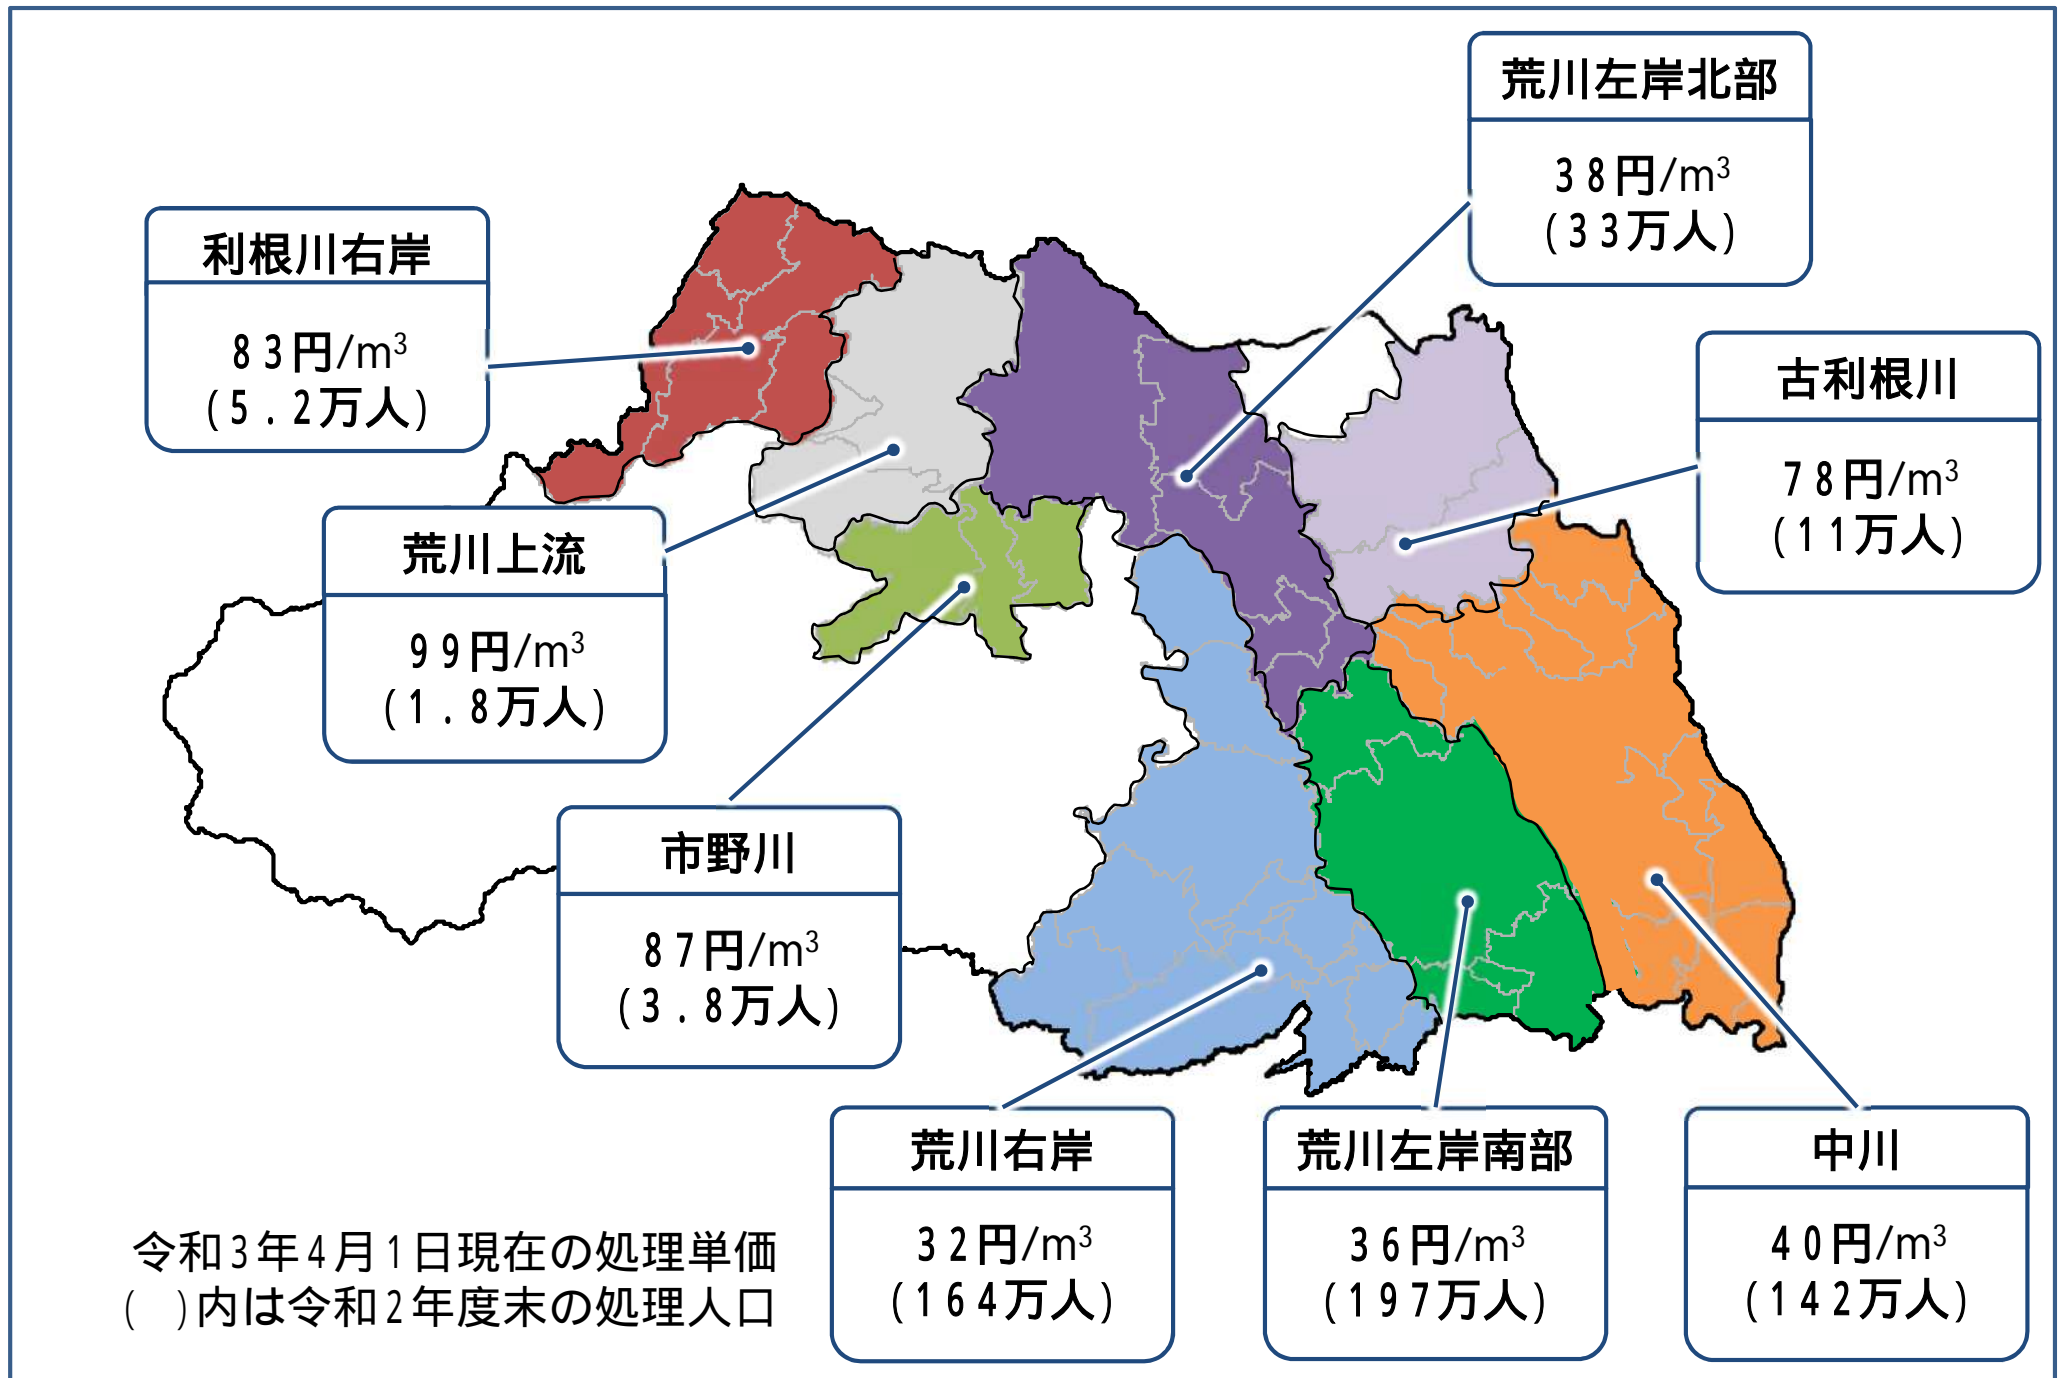 荒川左岸北部
38円/m³
(33万人)
利根川右岸
83円/m³
(5.2万人)
古利根川
78円/m³
(11万人)
荒川上流
99円/m³
(1.8万人)
市野川
87円/m³
(3.8万人)
荒川右岸
32円/m³
(164万人)
荒川左岸南部
36円/m³
(197万人)
中川
40円/m³
(142万人)
令和3年4月1日現在の処理単価
(　)内は令和2年度末の処理人口